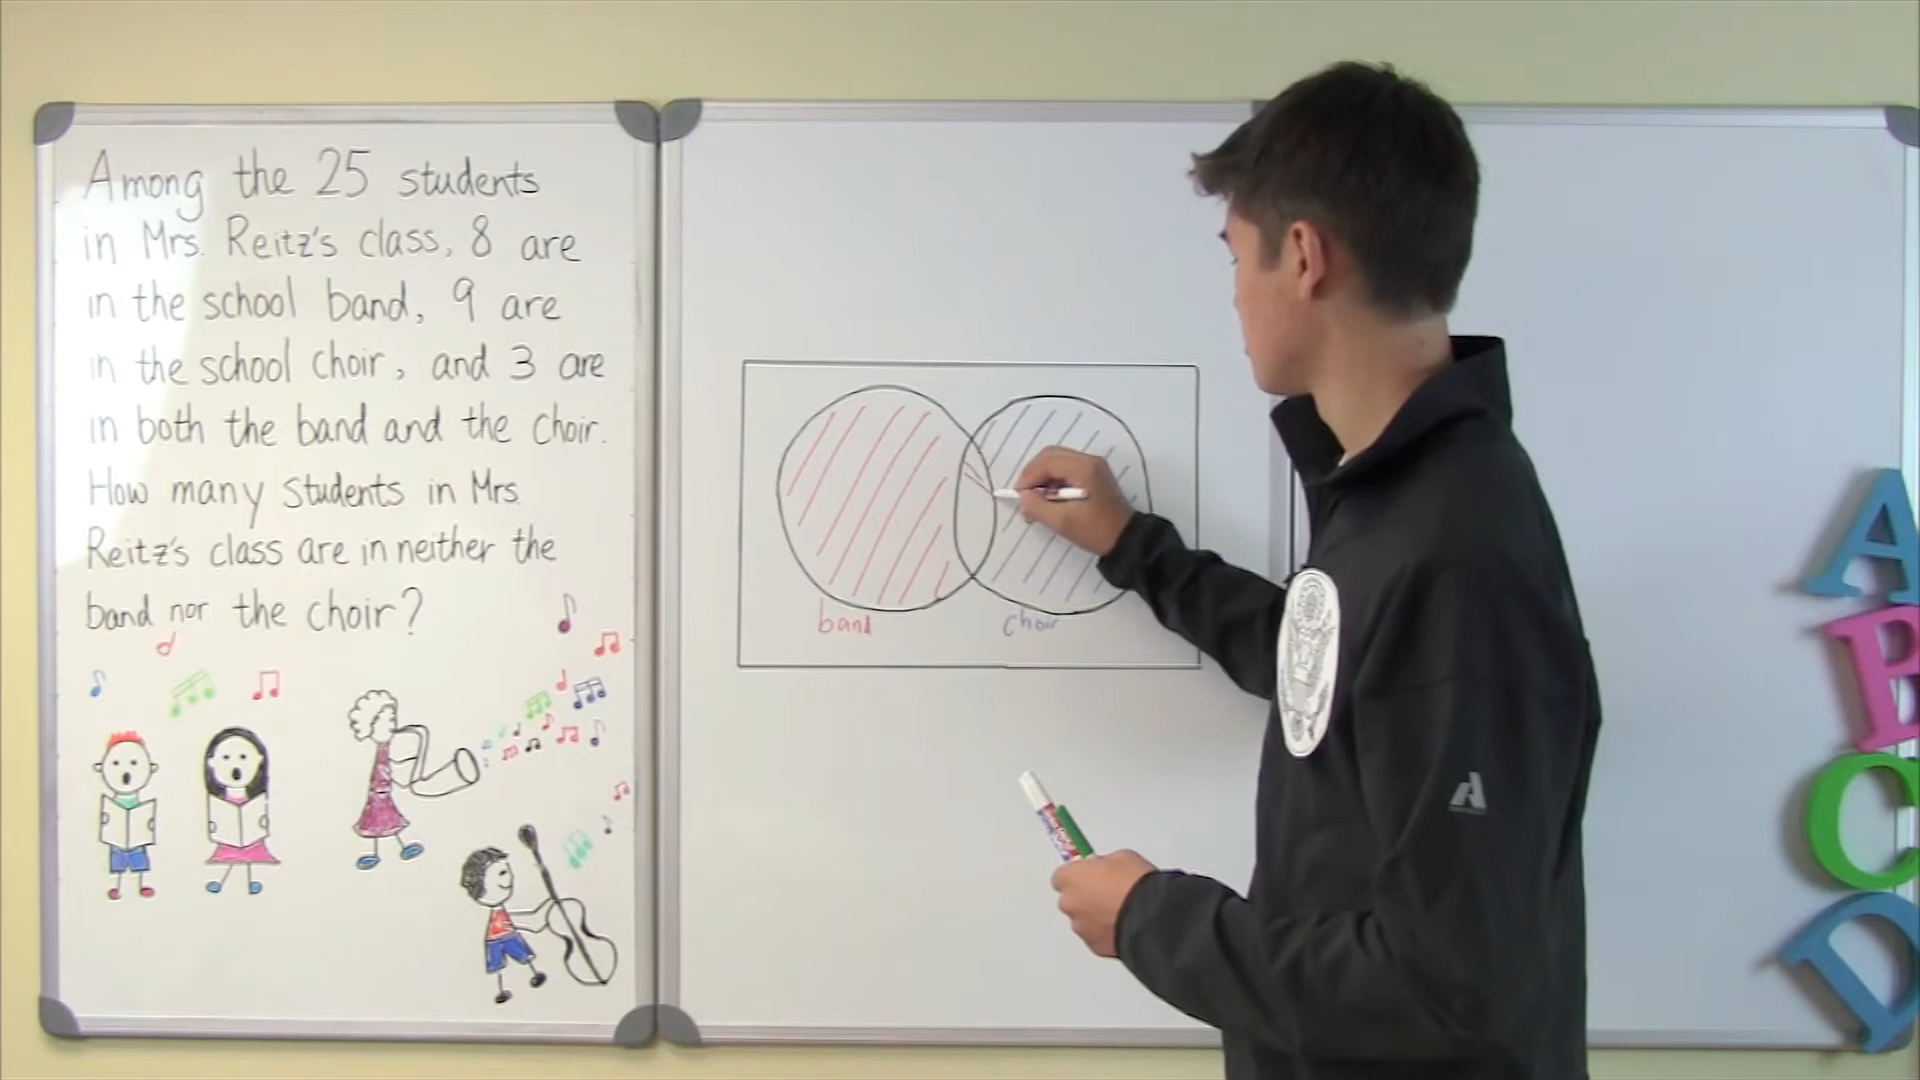 Among the 25 students
in Mrs. Reitz's class, 8 are
in the school band, 9 are
in the school choir, and 3 are
in both the band and the choir.
How many students in Mrs.
Reitz's class are in neither the
band nor the choir?
band
choir
A
B
C
D